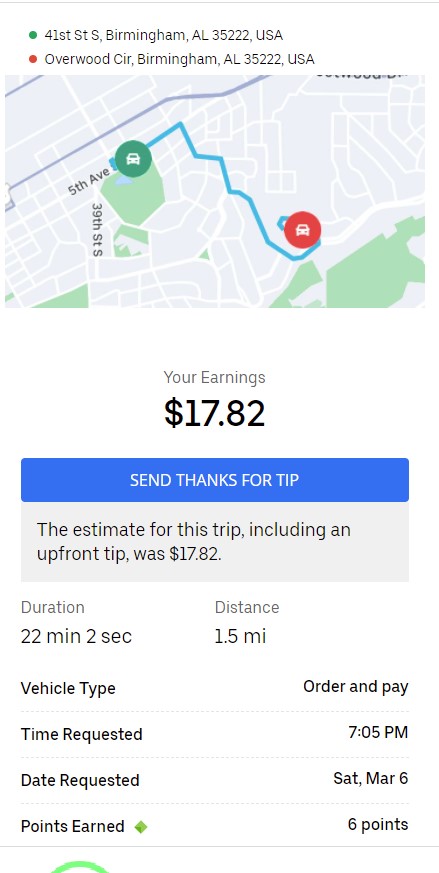 41st St S, Birmingham, AL 35222, USA
Overwood Cir, Birmingham, AL 35222, USA
5th Ave
39th St S
Your Earnings
$17.82
SEND THANKS FOR TIP
The estimate for this trip, including an
upfront tip, was $17.82.
Duration
Distance
22 min 2 sec
1.5 mi
Vehicle Type
Order and pay
Time Requested
7:05 PM
Date Requested
Sat, Mar 6
Points Earned
6 points